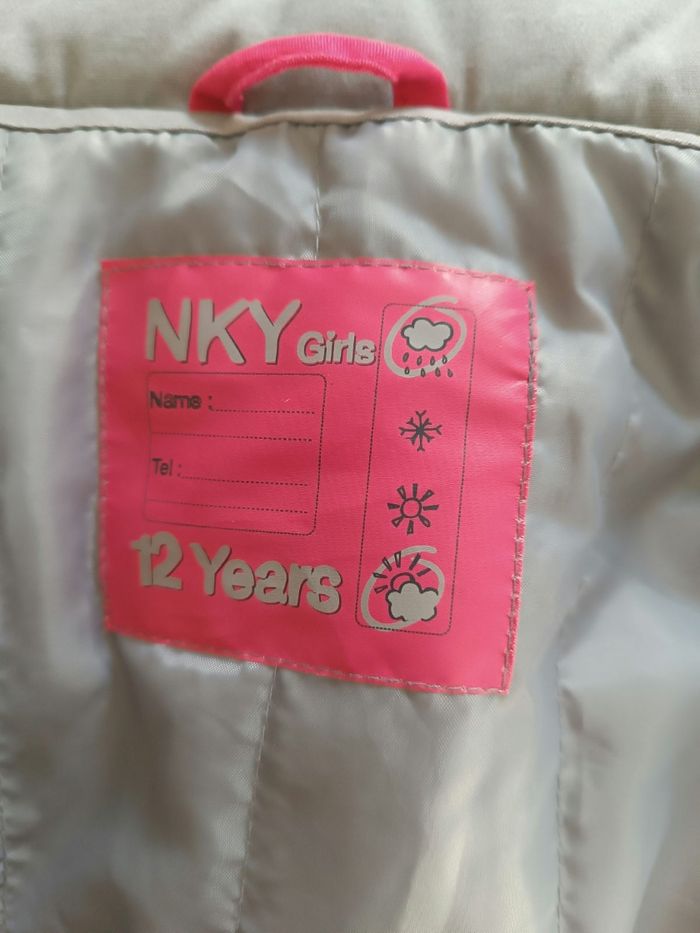 NKY Girls
Name :
Tel :
12 Years